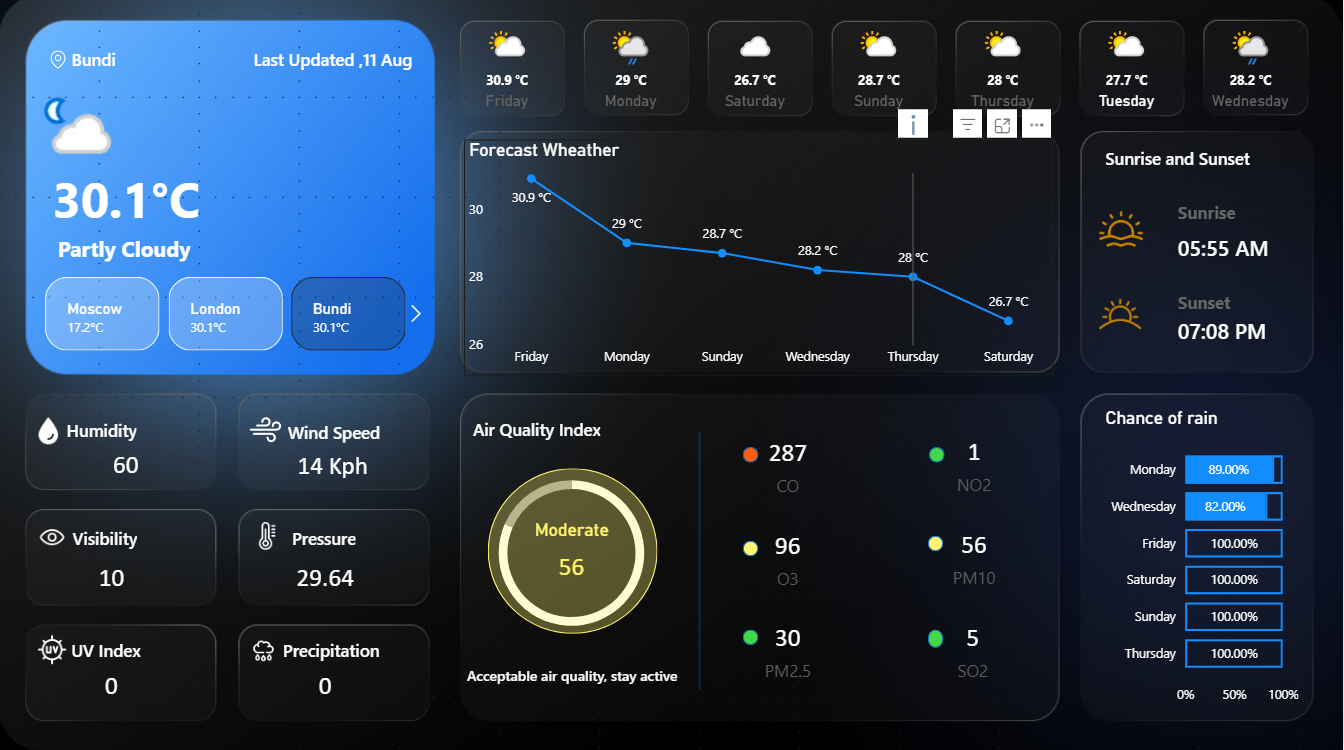 Bundi
Last Updated ,11 Aug
30.1°C
Partly Cloudy
Moscow
17.2°C
London
30.1°C
Bundi
30.1°C
30.9 °C
Friday
29 °C
Monday
26.7 °C
Saturday
28.7 °C
Sunday
28 °C
Thursday
27.7 °C
Tuesday
28.2 °C
Wednesday
Forecast Wheather
30
28
26
30.9 °C
29 °C
28.7 °C
28.2 °C
28 °C
26.7 °C
Friday
Monday
Sunday
Wednesday
Thursday
Saturday
Sunrise and Sunset
Sunrise
05:55 AM
Sunset
07:08 PM
Humidity
60
Wind Speed
14 Kph
Visibility
10
Pressure
29.64
UV
UV Index
0
Precipitation
0
Air Quality Index
Moderate
56
Acceptable air quality, stay active
287
CO
1
NO2
96
O3
56
PM10
30
PM2.5
5
SO2
Chance of rain
Monday
89.00%
Wednesday
82.00%
Friday
100.00%
Saturday
100.00%
Sunday
100.00%
Thursday
100.00%
0%
50%
100%